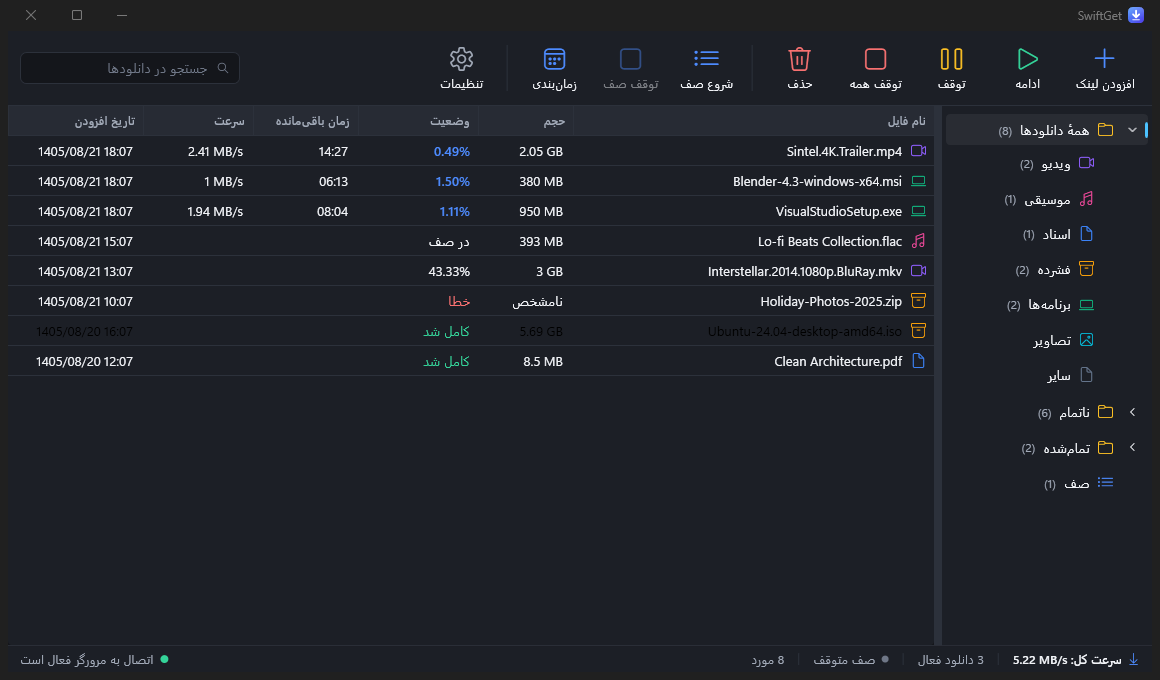 SwiftGet
افزودن لینک
ادامه
توقف
توقف همه
حذف
شروع صف
توقف صف
زمان‌بندی
تنظیمات
جستجو در دانلودها
همهٔ دانلودها (8)
ویدیو (2)
موسیقی (1)
اسناد (1)
فشرده (2)
برنامه‌ها (2)
تصاویر
سایر
ناتمام (6)
تمام‌شده (2)
صف (1)
نام فایل حجم وضعیت زمان باقی‌مانده سرعت تاریخ افزودن
Sintel.4K.Trailer.mp4 2.05 GB 0.49% 14:27 2.41 MB/s 1405/08/21 18:07
Blender-4.3-windows-x64.msi 380 MB 1.50% 06:13 1 MB/s 1405/08/21 18:07
VisualStudioSetup.exe 950 MB 1.11% 08:04 1.94 MB/s 1405/08/21 18:07
Lo-fi Beats Collection.flac 393 MB در صف 1405/08/21 15:07
Interstellar.2014.1080p.BluRay.mkv 3 GB 43.33% 1405/08/21 13:07
Holiday-Photos-2025.zip نامشخص خطا 1405/08/21 10:07
Ubuntu-24.04-desktop-amd64.iso 5.69 GB کامل شد 1405/08/20 16:07
Clean Architecture.pdf 8.5 MB کامل شد 1405/08/20 12:07
سرعت کل: 5.22 MB/s
3 دانلود فعال
صف متوقف
8 مورد
اتصال به مرورگر فعال است